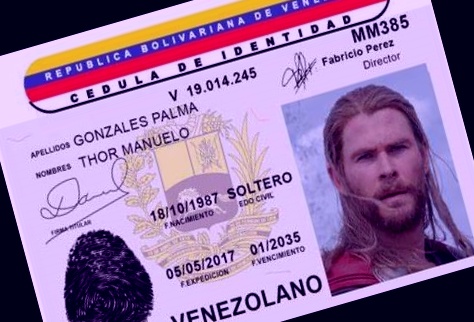 REPUBLICA BOLIVARIANA DE VENE
CEDULA DE IDENTIDAD
MM385
V 19.014.245
Fabricio Perez
Director
APELLIDOS GONZALES PALMA
NOMBRES THOR MANUELO
FIRMA TITULAR
18/10/1987 SOLTERO
F.NACIMIENTO EDO CIVIL
05/05/2017 01/2035
F.EXPEDICION F.VENCIMIENTO
VENEZOLANO